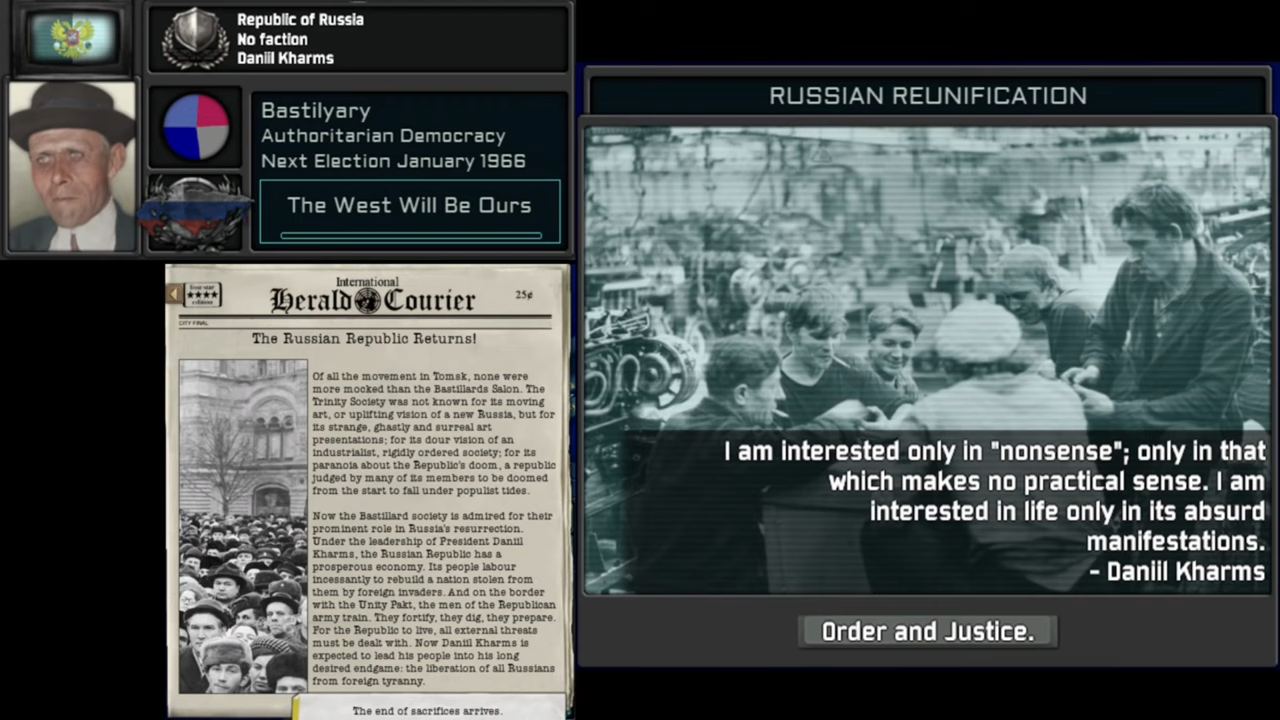 Republic of Russia
No faction
Daniil Kharms
Bastilyary
Authoritarian Democracy
Next Election January 1966
The West Will Be Ours
four star
★★★★
edition
International
Herald Courier
25¢
CITY FINAL
The Russian Republic Returns!
Of all the movement in Tomsk, none were
more mocked than the Bastillards Salon. The
Trinity Society was not known for its moving
art, or uplifting vision of a new Russia, but for
its strange, ghastly and surreal art
presentations; for its dour vision of an
industrialist, rigidly ordered society; for its
paranoia about the Republic's doom, a republic
judged by many of its members to be doomed
from the start to fall under populist tides.
Now the Bastillard society is admired for their
prominent role in Russia's resurrection.
Under the leadership of President Daniil
Kharms, the Russian Republic has a
prosperous economy. Its people labour
incessantly to rebuild a nation stolen from
them by foreign invaders. And on the border
with the Unity Pakt, the men of the Republican
army train. They fortify, they dig, they prepare.
For the Republic to live, all external threats
must be dealt with. Now Daniil Kharms is
expected to lead his people into his long
desired endgame: the liberation of all Russians
from foreign tyranny.
The end of sacrifices arrives.
RUSSIAN REUNIFICATION
I am interested only in "nonsense"; only in that
which makes no practical sense. I am
interested in life only in its absurd
manifestations.
- Daniil Kharms
Order and Justice.